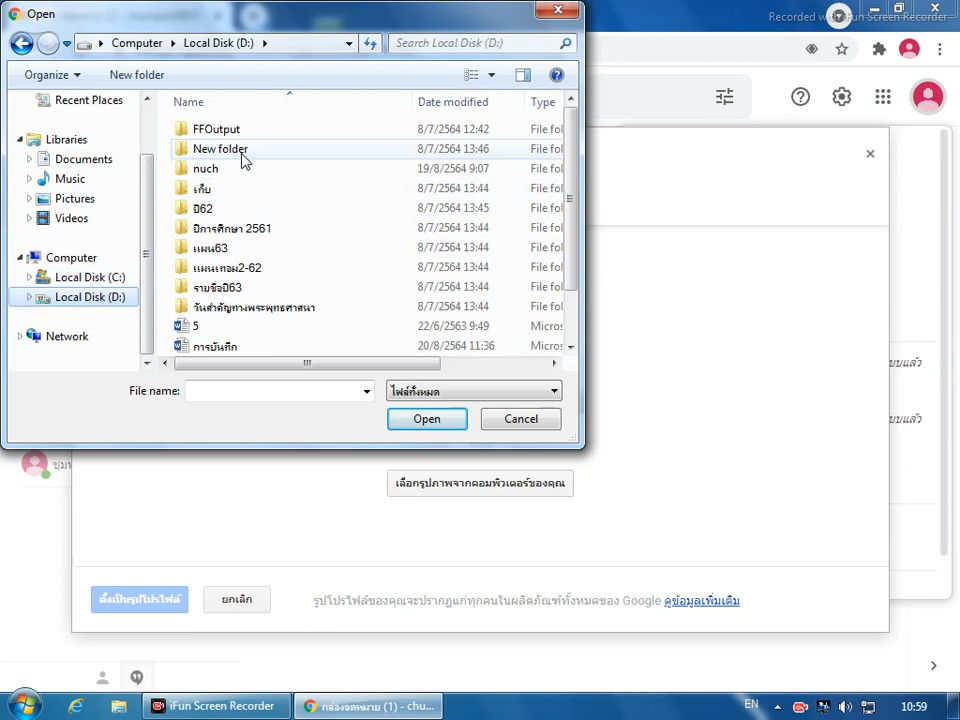 Open
Recorded with iFun Screen Recorder
Computer
Local Disk (D:)
Search Local Disk (D:)
Organize
New folder
Recent Places
Libraries
Documents
Music
Pictures
Videos
Computer
Local Disk (C:)
Local Disk (D:)
Network
Name
Date modified
Type
FFOutput
8/7/2564 12:42
File fol
New folder
8/7/2564 13:46
File fol
nuch
19/8/2564 9:07
File fol
เก็บ
8/7/2564 13:44
File fol
ปี62
8/7/2564 13:45
File fol
ปีการศึกษา 2561
8/7/2564 13:44
File fol
แผน63
8/7/2564 13:44
File fol
แผนเทอม2-62
8/7/2564 13:44
File fol
รายชื่อปี63
8/7/2564 13:44
File fol
วันสำคัญทางพระพุทธศาสนา
8/7/2564 13:44
File fol
5
22/6/2563 9:49
Micros
การบันทึก
20/8/2564 11:36
Micros
File name:
ไฟล์ทั้งหมด
Open
Cancel
บบแล้ว
บบแล้ว
ชุม
เลือกรูปภาพจากคอมพิวเตอร์ของคุณ
ตั้งเป็นรูปโปรไฟล์
ยกเลิก
รูปโปรไฟล์ของคุณจะปรากฏแก่ทุกคนในผลิตภัณฑ์ทั้งหมดของ Google ดูข้อมูลเพิ่มเติม
iFun Screen Recorder
กล่องจดหมาย (1) - chu...
EN
10:59